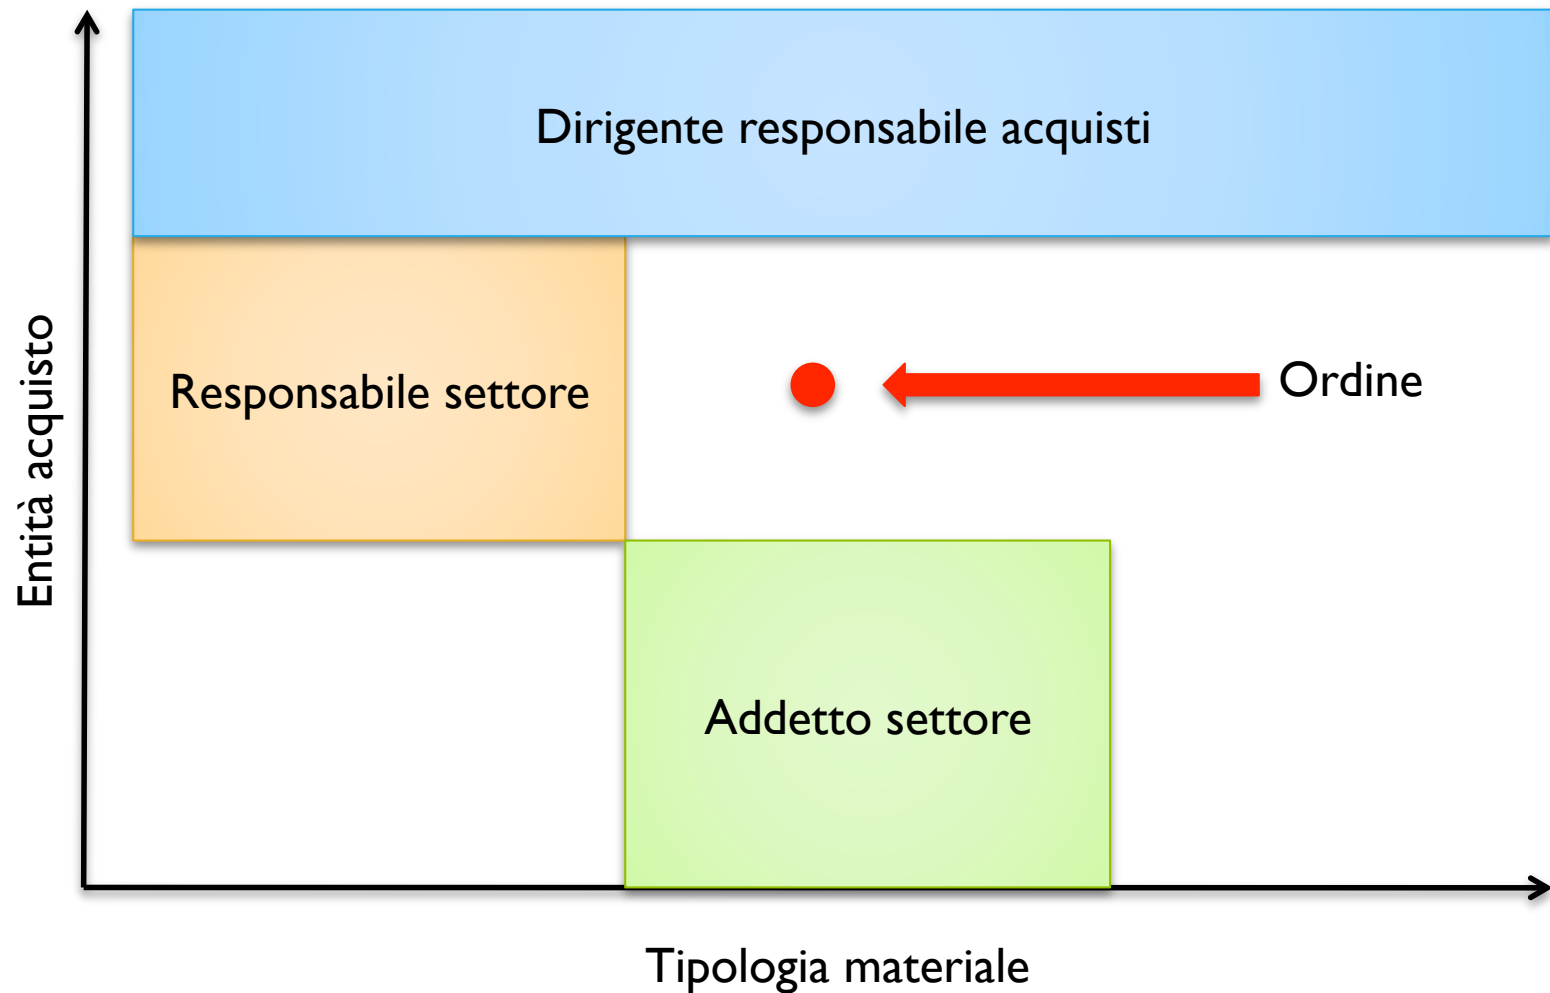 Dirigente responsabile acquisti
Entità acquisto
Responsabile settore
Ordine
Addetto settore
Tipologia materiale